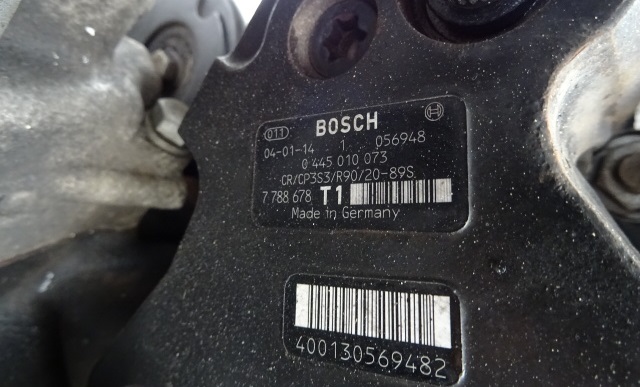 011 BOSCH
04-01-14 1 056948
0 445 010 073
CR/CP3S3/R90/20-89S
7 788 678 T1
Made in Germany
400130569482